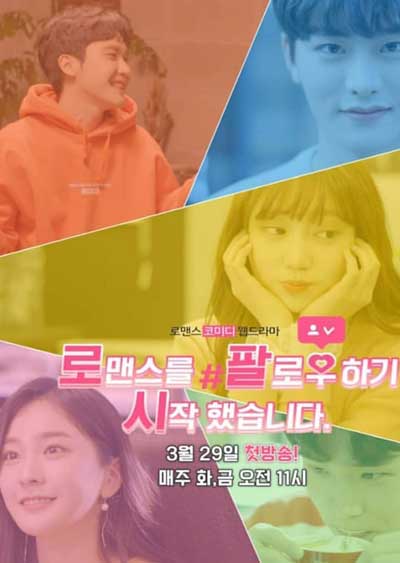 로맨스 코미디 웹드라마
로맨스를 #팔로우하기
시작 했습니다.
3월 29일 첫방송!
매주 화,금 오전 11시